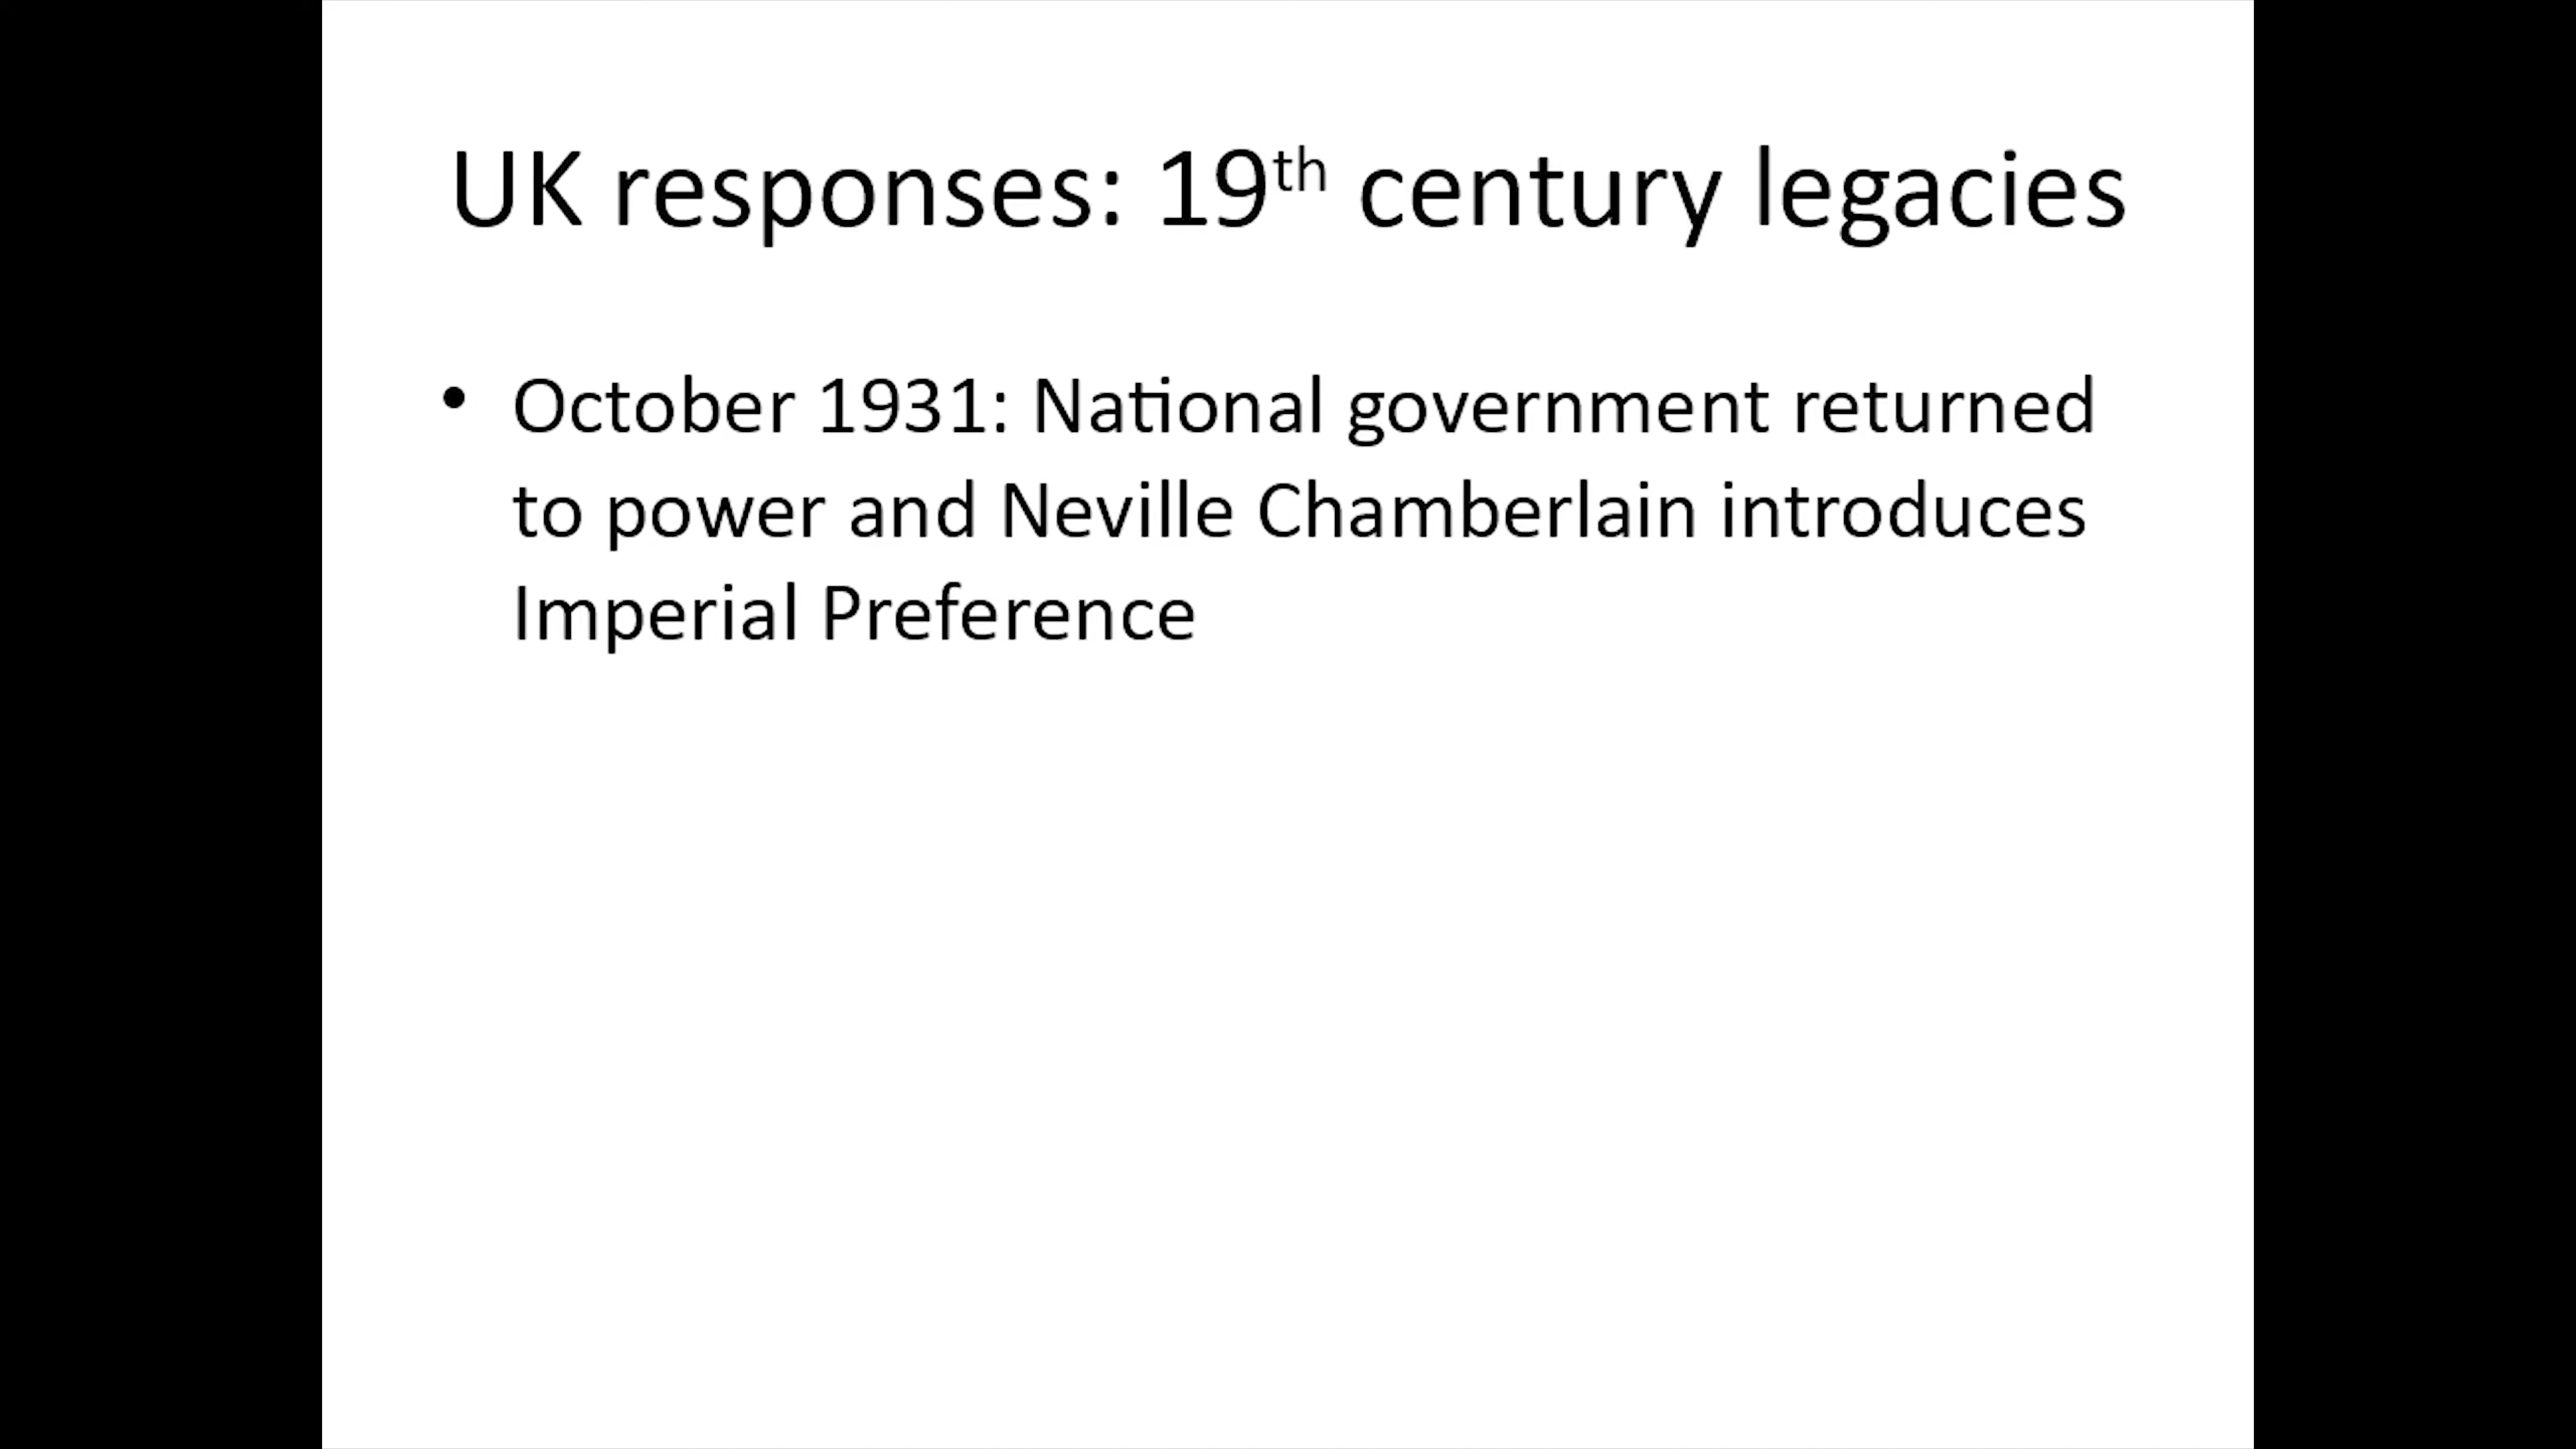 UK responses: 19th century legacies
• October 1931: National government returned
to power and Neville Chamberlain introduces
Imperial Preference